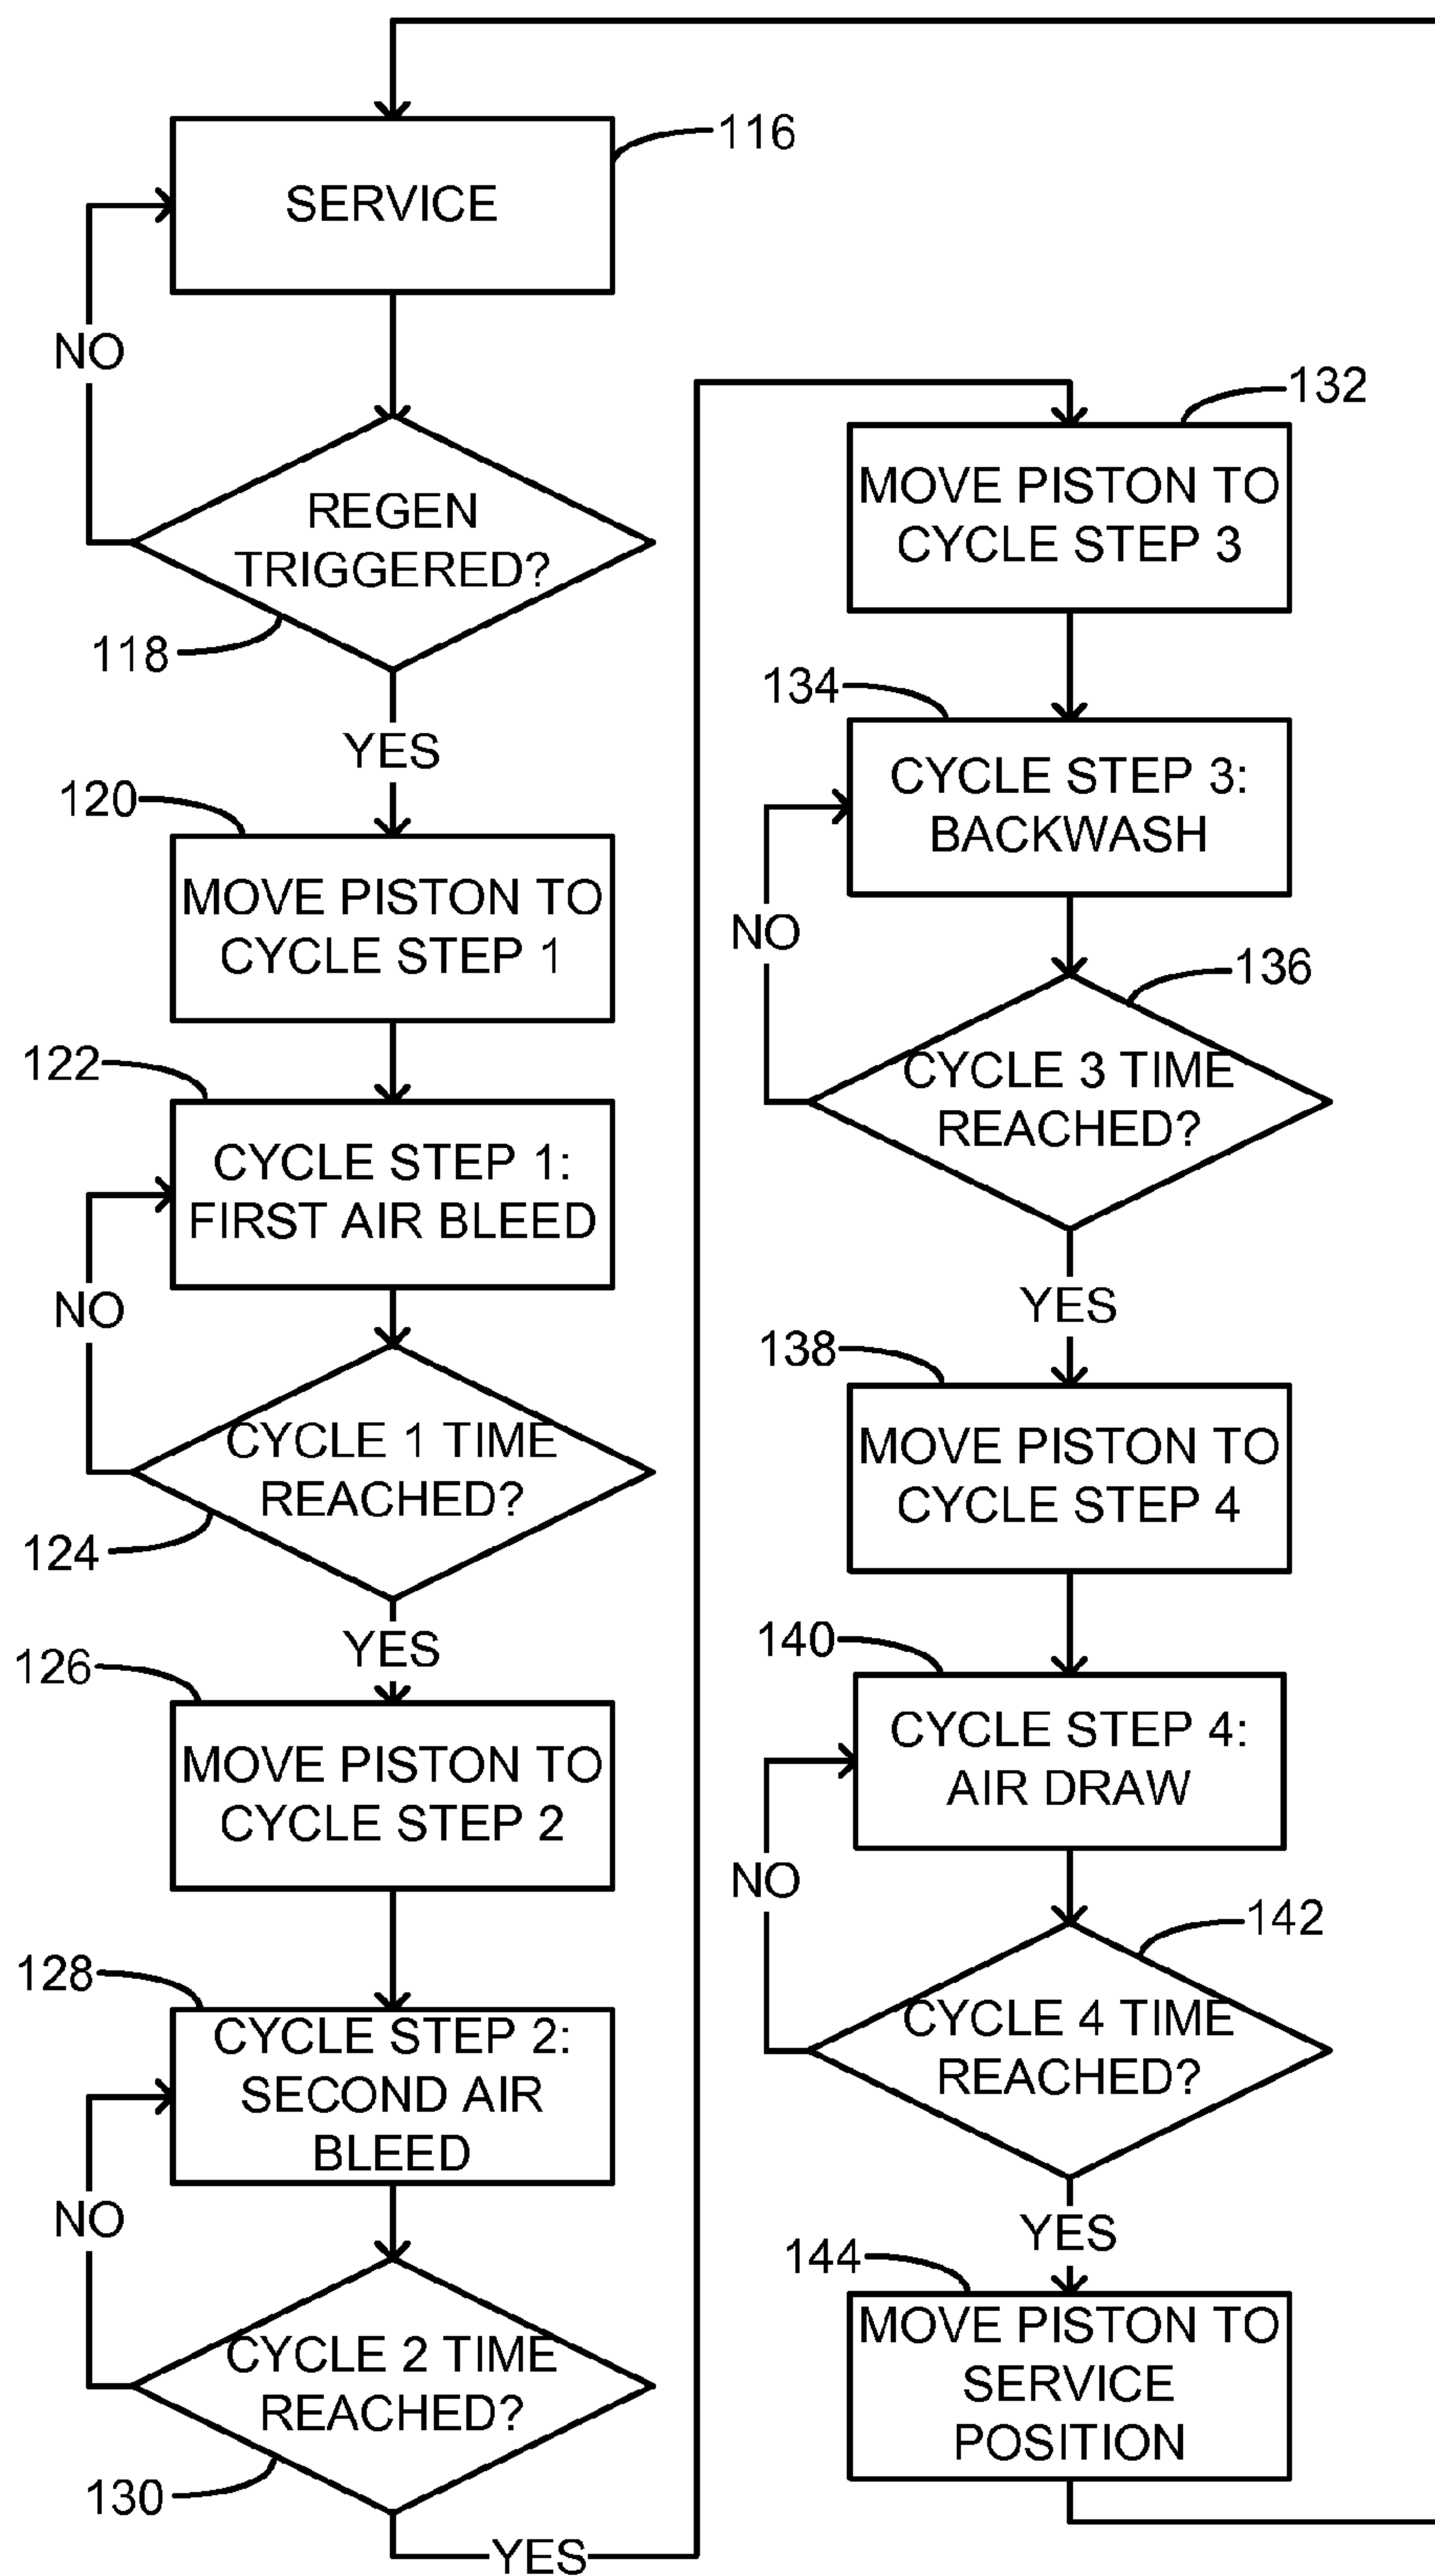 116
SERVICE
NO
REGEN
TRIGGERED?
118
YES
120
MOVE PISTON TO
CYCLE STEP 1
122
CYCLE STEP 1:
FIRST AIR BLEED
NO
CYCLE 1 TIME
REACHED?
124
YES
126
MOVE PISTON TO
CYCLE STEP 2
128
CYCLE STEP 2:
SECOND AIR
BLEED
NO
CYCLE 2 TIME
REACHED?
130
YES
132
MOVE PISTON TO
CYCLE STEP 3
134
CYCLE STEP 3:
BACKWASH
NO
136
CYCLE 3 TIME
REACHED?
YES
138
MOVE PISTON TO
CYCLE STEP 4
140
CYCLE STEP 4:
AIR DRAW
NO
142
CYCLE 4 TIME
REACHED?
YES
144
MOVE PISTON TO
SERVICE
POSITION